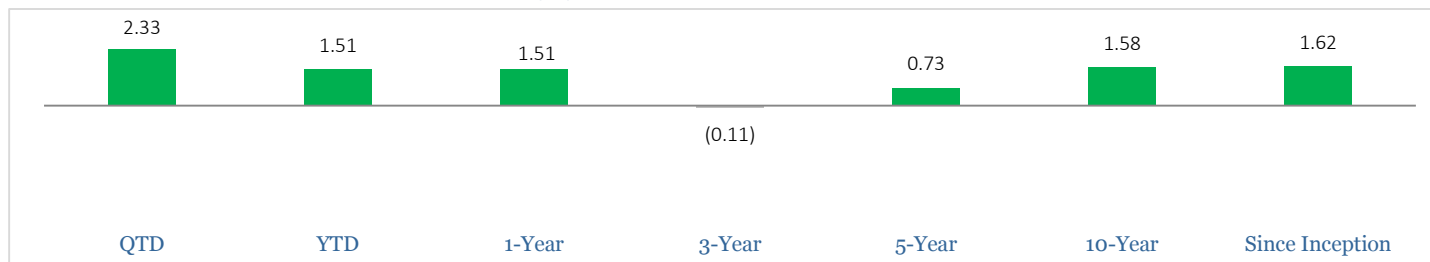 2.33 1.51 1.51 (0.11) 0.73 1.58 1.62
QTD YTD 1-Year 3-Year 5-Year 10-Year Since Inception